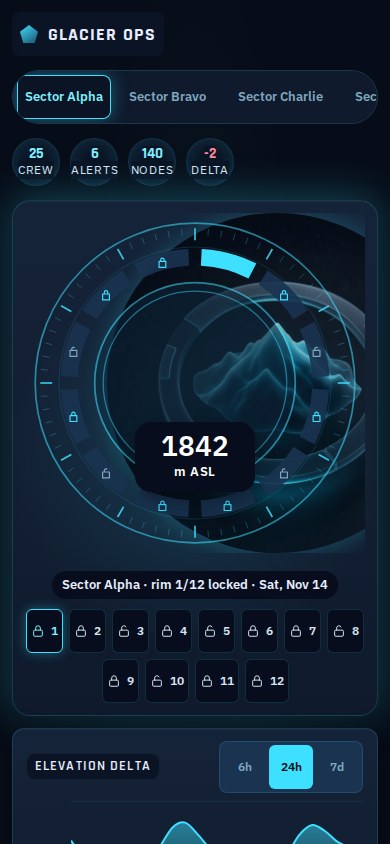 GLACIER OPS
Sector Alpha Sector Bravo Sector Charlie Sec
25 6 140 -2
CREW ALERTS NODES DELTA
1842
m ASL
Sector Alpha · rim 1/12 locked · Sat, Nov 14
1 2 3 4 5 6 7 8
9 10 11 12
ELEVATION DELTA 6h 24h 7d